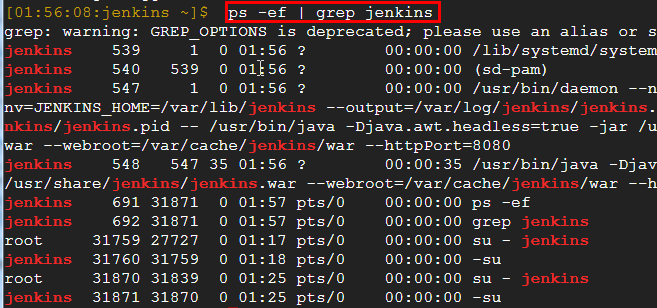 [01:56:08:jenkins ~]$ ps -ef | grep jenkins
grep: warning: GREP_OPTIONS is deprecated; please use an alias or s
jenkins 539 1 0 01:56 ? 00:00:00 /lib/systemd/system
jenkins 540 539 0 01:56 ? 00:00:00 (sd-pam)
jenkins 547 1 0 01:56 ? 00:00:00 /usr/bin/daemon --n
nv=JENKINS_HOME=/var/lib/jenkins --output=/var/log/jenkins/jenkins.
nkins/jenkins.pid -- /usr/bin/java -Djava.awt.headless=true -jar /u
war --webroot=/var/cache/jenkins/war --httpPort=8080
jenkins 548 547 35 01:56 ? 00:00:35 /usr/bin/java -Djav
/usr/share/jenkins/jenkins.war --webroot=/var/cache/jenkins/war --h
jenkins 691 31871 0 01:57 pts/0 00:00:00 ps -ef
jenkins 692 31871 0 01:57 pts/0 00:00:00 grep jenkins
root 31759 27727 0 01:17 pts/0 00:00:00 su - jenkins
jenkins 31760 31759 0 01:18 pts/0 00:00:00 -su
root 31870 31839 0 01:25 pts/0 00:00:00 su - jenkins
jenkins 31871 31870 0 01:25 pts/0 00:00:00 -su